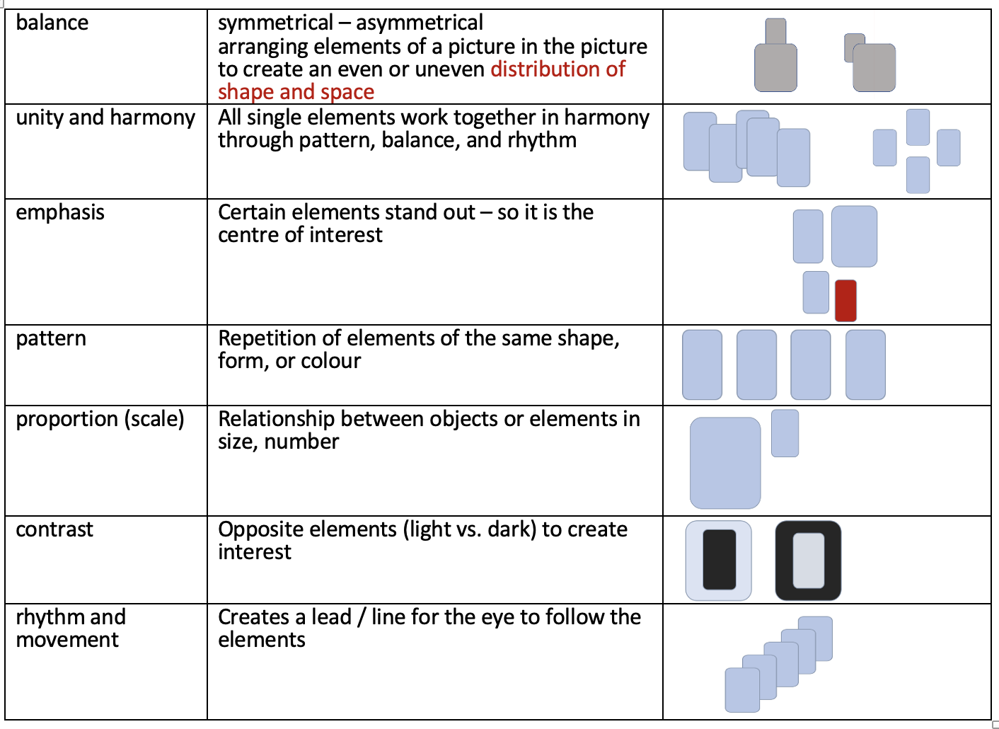 balance
symmetrical – asymmetrical
arranging elements of a picture in the picture
to create an even or uneven distribution of
shape and space
unity and harmony
All single elements work together in harmony
through pattern, balance, and rhythm
emphasis
Certain elements stand out – so it is the
centre of interest
pattern
Repetition of elements of the same shape,
form, or colour
proportion (scale)
Relationship between objects or elements in
size, number
contrast
Opposite elements (light vs. dark) to create
interest
rhythm and
movement
Creates a lead / line for the eye to follow the
elements